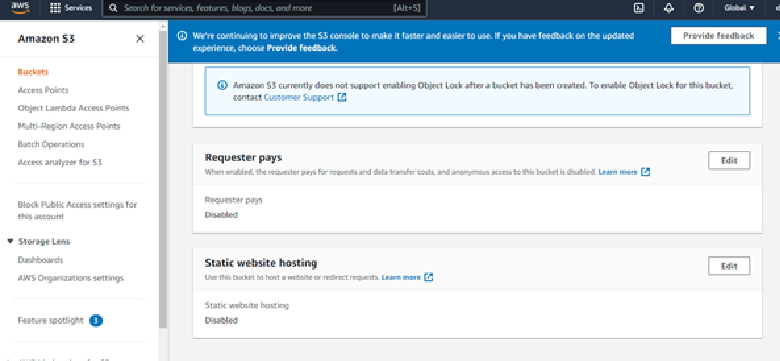 aws
Services
Search for services, features, blogs, docs, and more
[Alt+S]
Global ▼
Amazon S3
Buckets
Access Points
Object Lambda Access Points
Multi-Region Access Points
Batch Operations
Access analyzer for S3
Block Public Access settings for
this account
Storage Lens
Dashboards
AWS Organizations settings
Feature spotlight 3
We're continuing to improve the S3 console to make it faster and easier to use. If you have feedback on the updated
experience, choose Provide feedback.
Provide feedback
Amazon S3 currently does not support enabling Object Lock after a bucket has been created. To enable Object Lock for this bucket,
contact Customer Support
Requester pays
Edit
When enabled, the requester pays for requests and data transfer costs, and anonymous access to this bucket is disabled. Learn more
Requester pays
Disabled
Static website hosting
Edit
Use this bucket to host a website or redirect requests. Learn more
Static website hosting
Disabled